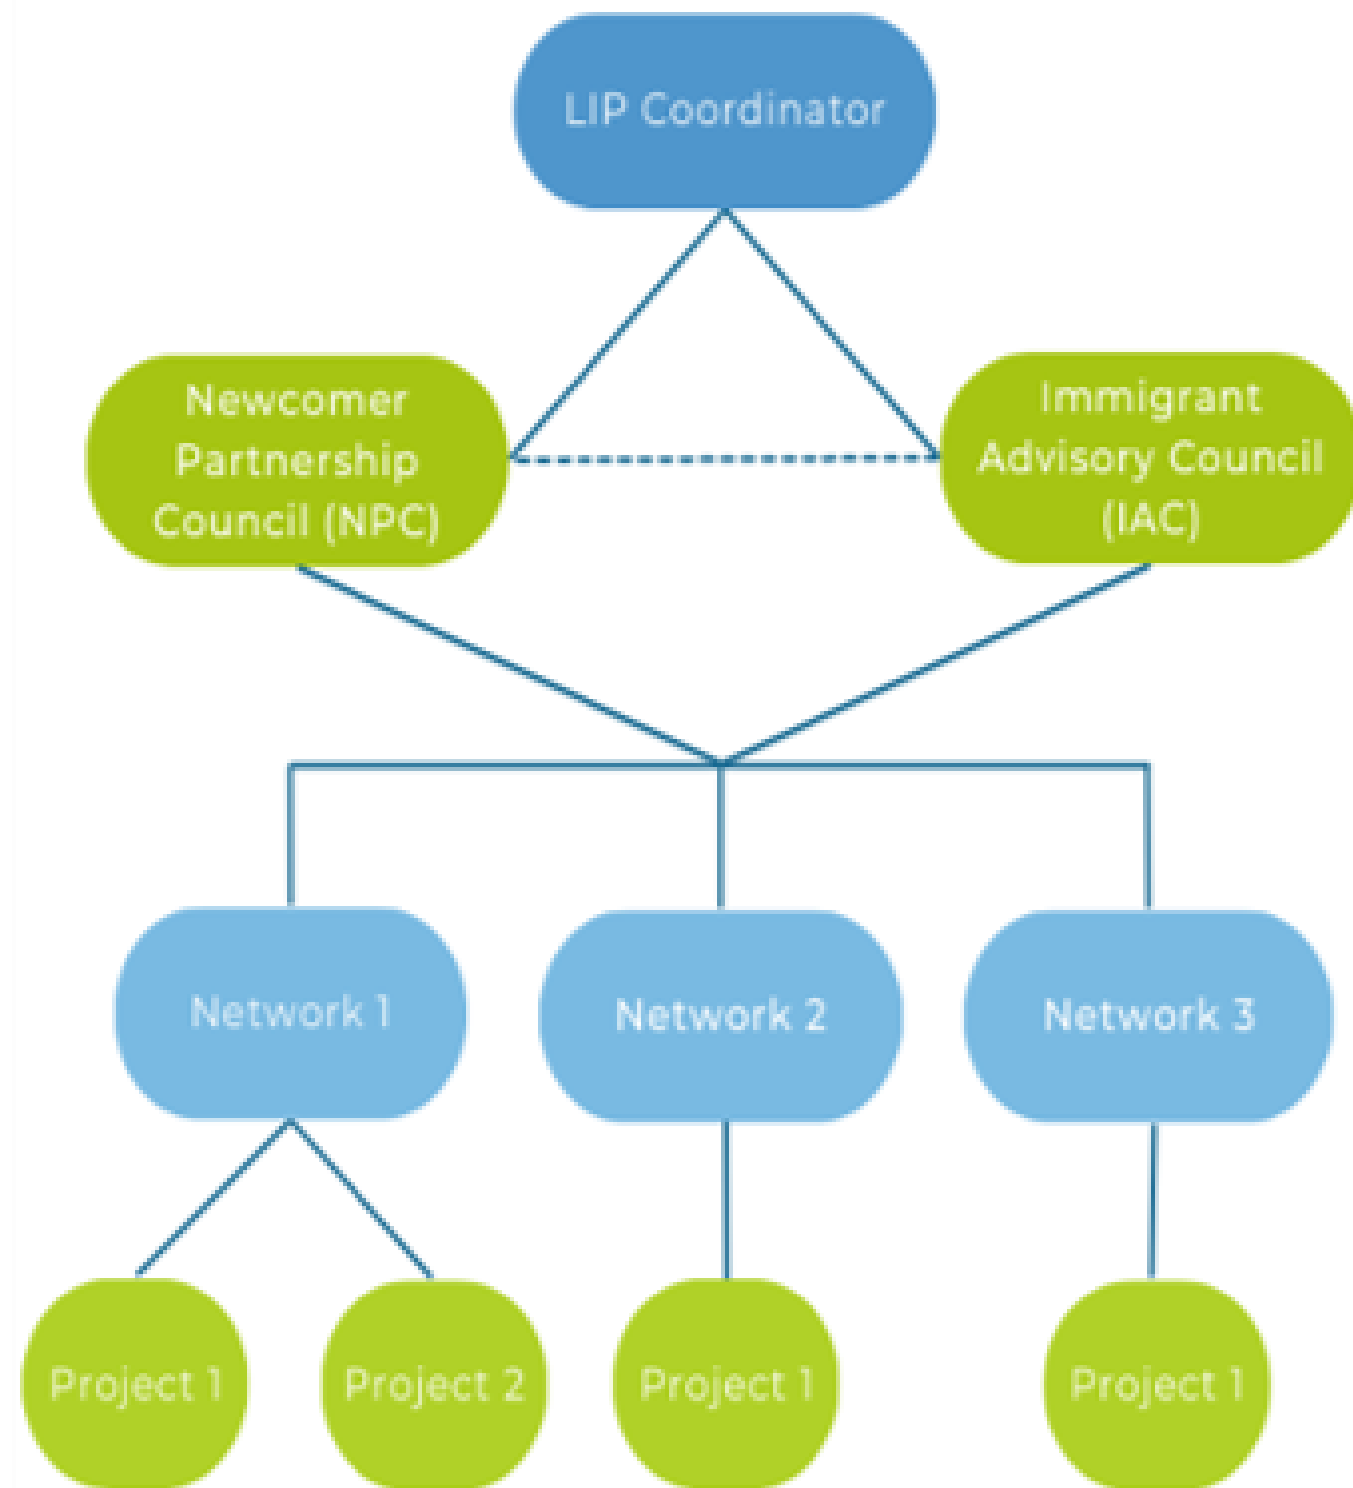 LIP Coordinator
Newcomer
Partnership
Council (NPC)
Immigrant
Advisory Council
(IAC)
Network 1
Network 2
Network 3
Project 1
Project 2
Project 1
Project 1